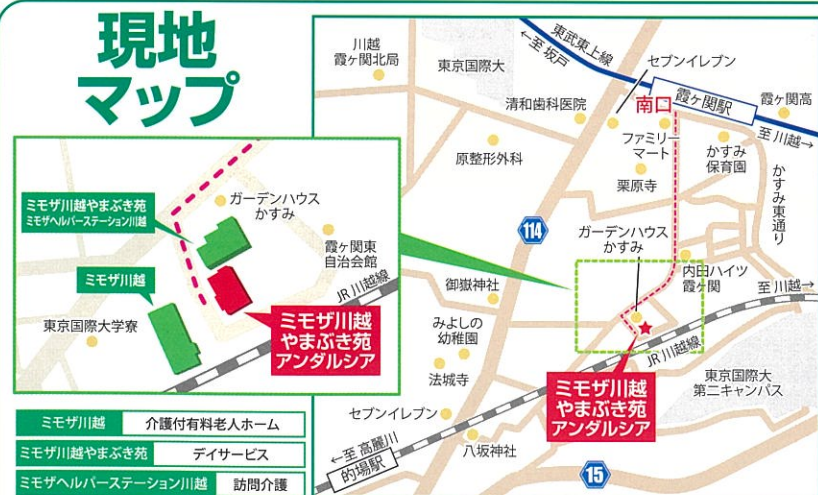 現地
マップ
ミモザ川越やまぶき苑
ミモザヘルパーステーション川越
ミモザ川越
東京国際大学寮
ガーデンハウス
かすみ
霞ヶ関東
自治会館
JR川越線
ミモザ川越
やまぶき苑
アンダルシア
ミモザ川越 介護付有料老人ホーム
ミモザ川越やまぶき苑 デイサービス
ミモザヘルパーステーション川越 訪問介護
川越
霞ヶ関北局
東京国際大
東武東上線
←至 坂戸
セブンイレブン
清和歯科医院
南口
霞ヶ関駅
霞ヶ関高
至 川越→
ファミリー
マート
かすみ
保育園
原整形外科
栗原寺
かすみ東通り
114
ガーデンハウス
かすみ
内田ハイツ
霞ヶ関
至 川越→
御嶽神社
みよしの
幼稚園
法城寺
JR川越線
東京国際大
第二キャンパス
ミモザ川越
やまぶき苑
アンダルシア
セブンイレブン
八坂神社
←至 高麗川
的場駅
15